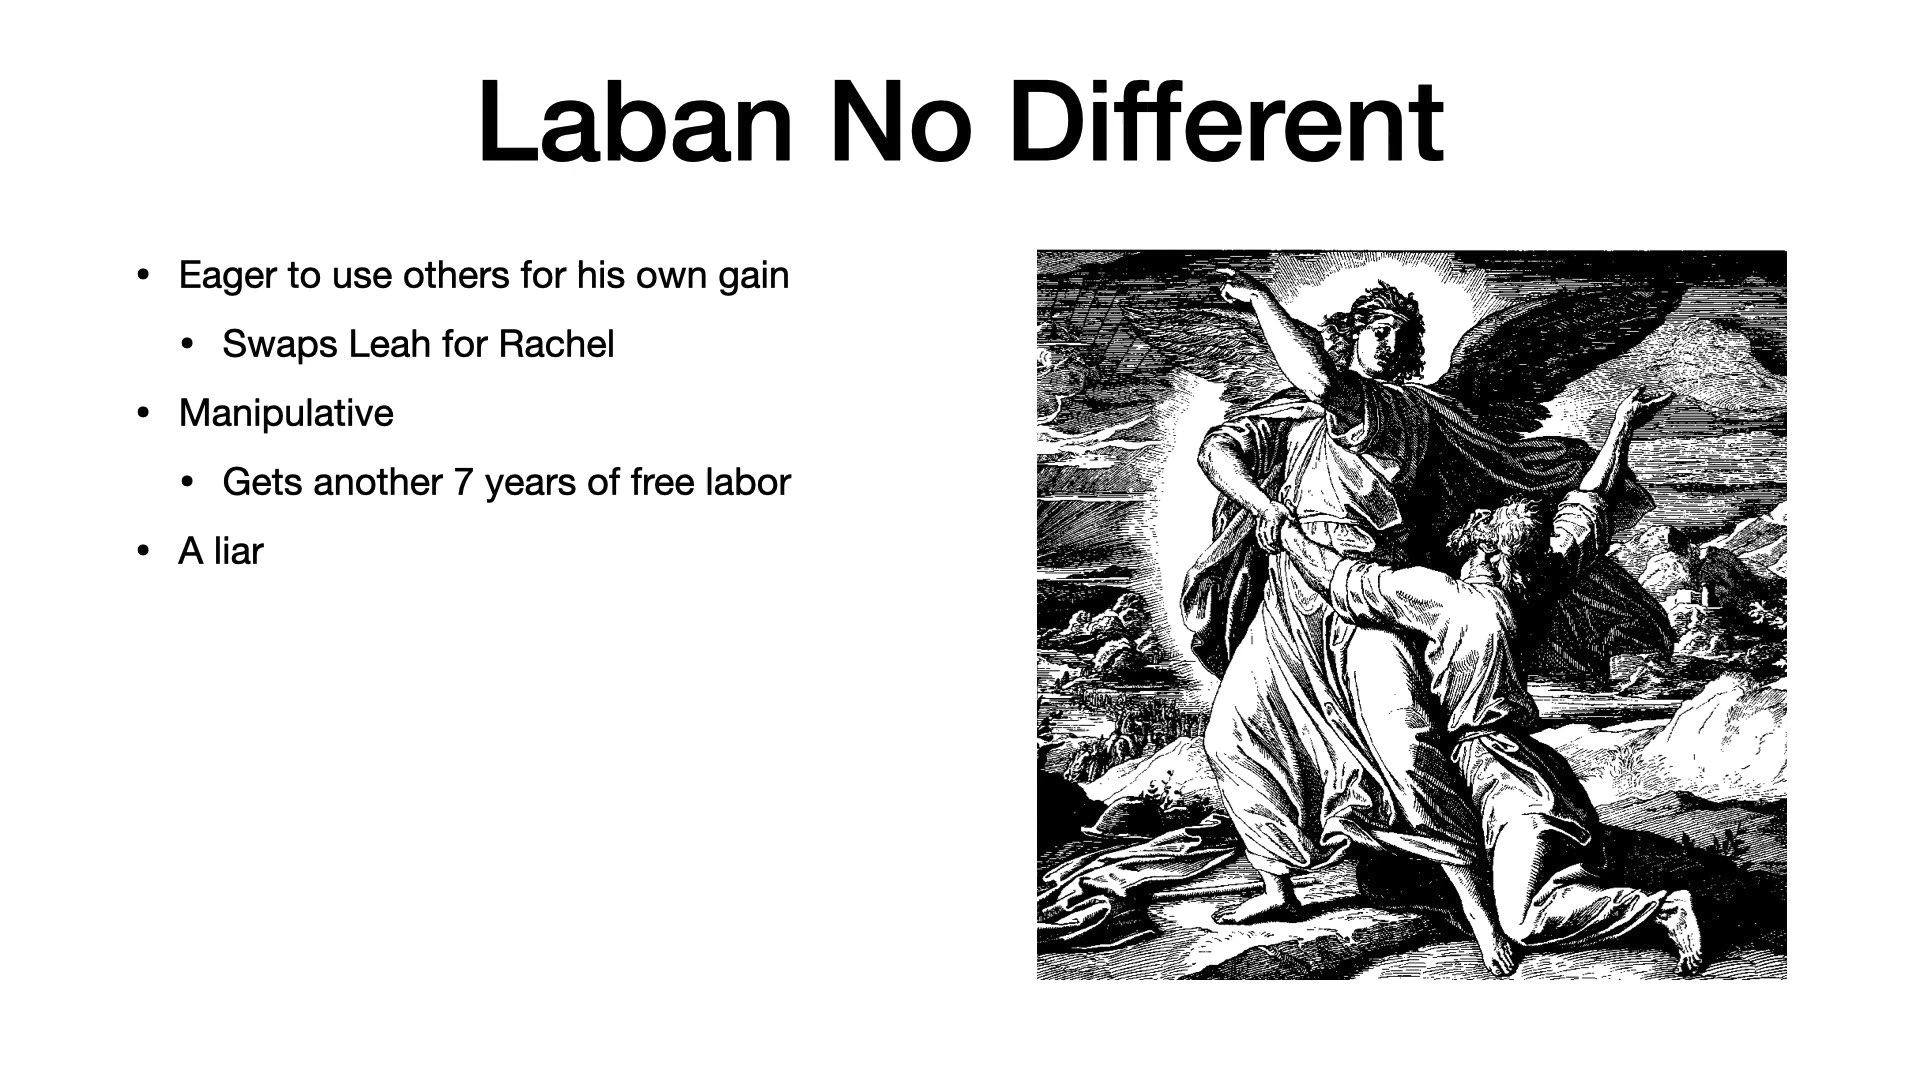 Laban No Different
• Eager to use others for his own gain
• Swaps Leah for Rachel
• Manipulative
• Gets another 7 years of free labor
• A liar